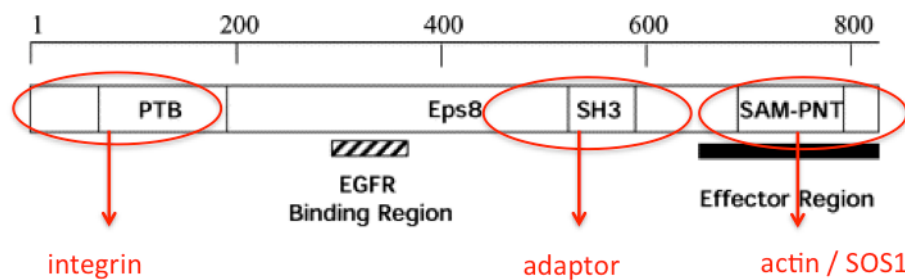 1 200 400 600 800
PTB Eps8 SH3 SAM-PNT
EGFR
Binding Region
Effector Region
integrin adaptor actin / SOS1